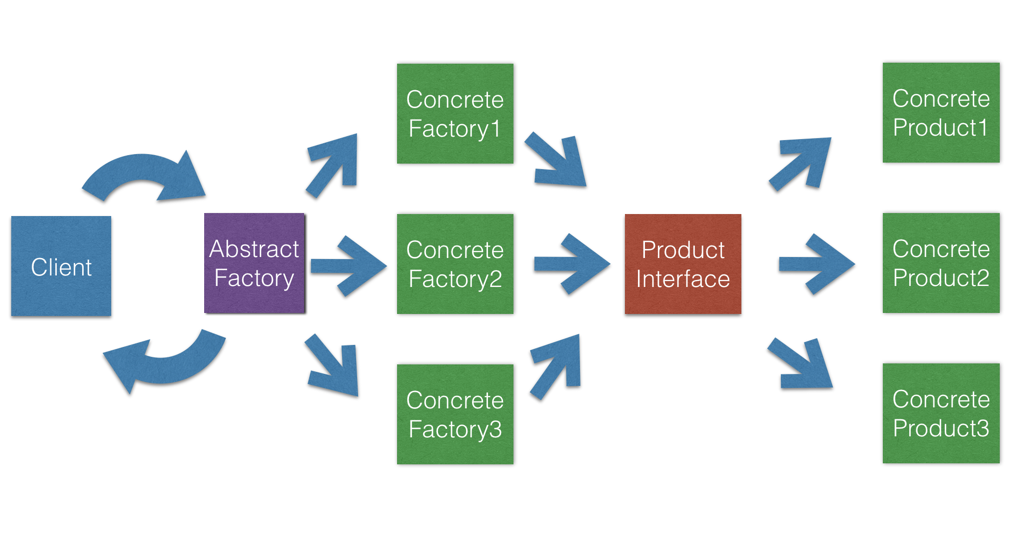 Client
Abstract
Factory
Concrete
Factory1
Concrete
Factory2
Concrete
Factory3
Product
Interface
Concrete
Product1
Concrete
Product2
Concrete
Product3